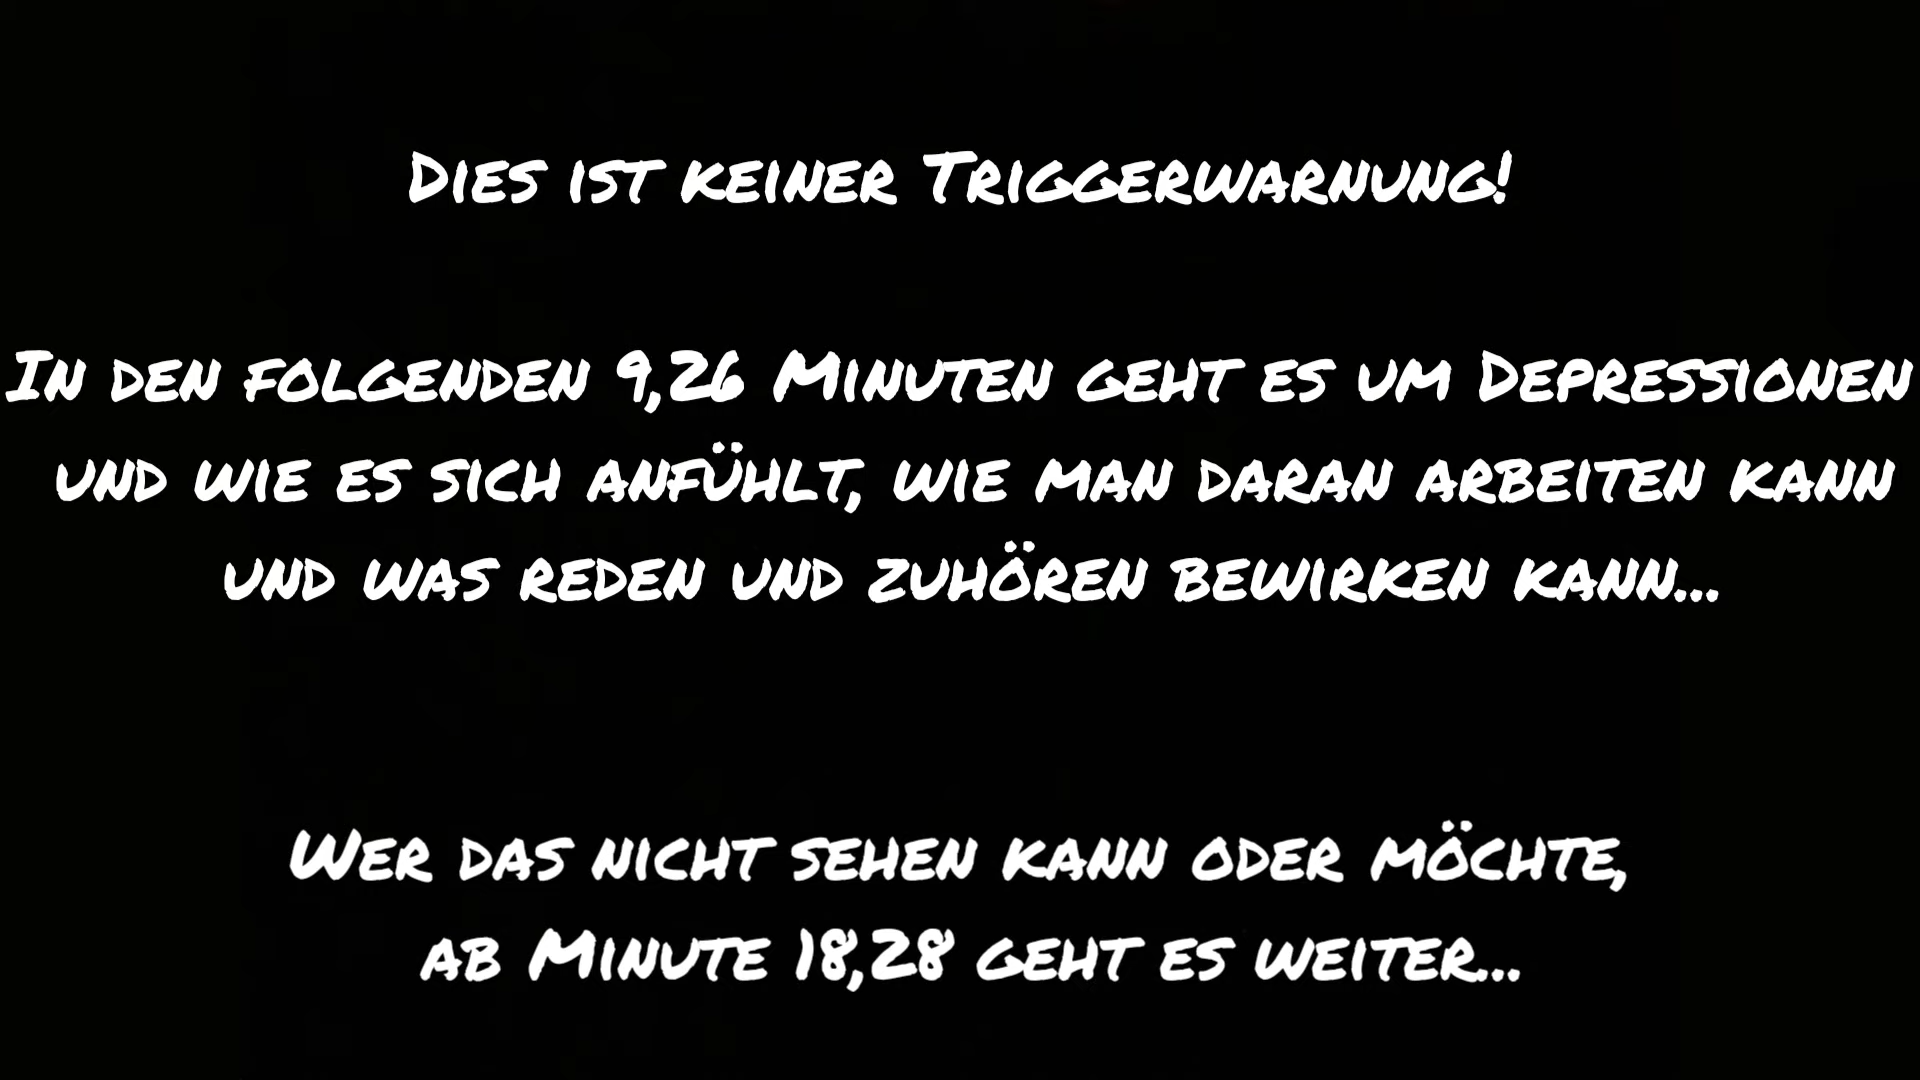 Dies ist keiner Triggerwarnung!
In den folgenden 9,26 Minuten geht es um Depressionen
und wie es sich anfühlt, wie man daran arbeiten kann
und was reden und zuhören bewirken kann...
Wer das nicht sehen kann oder möchte,
ab Minute 18,28 geht es weiter...